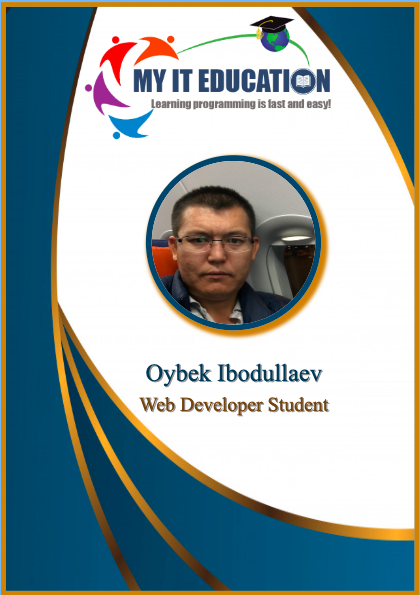 MY IT EDUCATION
Learning programming is fast and easy!
Oybek Ibodullaev
Web Developer Student